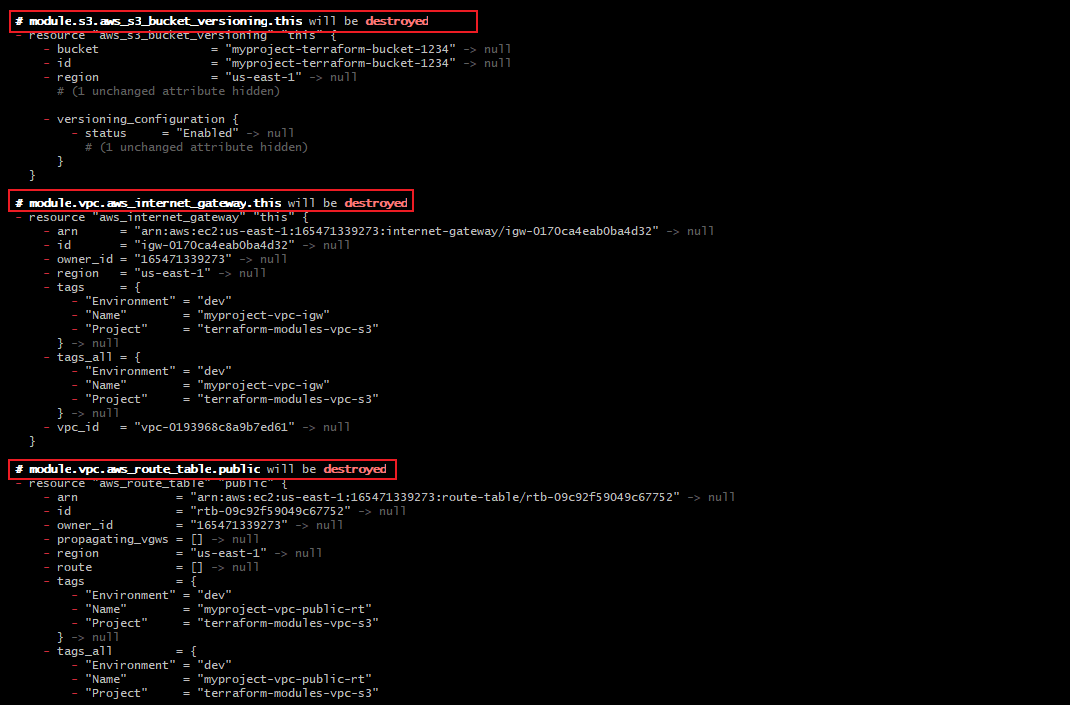 # module.s3.aws_s3_bucket_versioning.this will be destroyed
- resource "aws_s3_bucket_versioning" "this" {
- bucket = "myproject-terraform-bucket-1234" -> null
- id = "myproject-terraform-bucket-1234" -> null
- region = "us-east-1" -> null
# (1 unchanged attribute hidden)
- versioning_configuration {
- status = "Enabled" -> null
# (1 unchanged attribute hidden)
}
}
# module.vpc.aws_internet_gateway.this will be destroyed
- resource "aws_internet_gateway" "this" {
- arn = "arn:aws:ec2:us-east-1:165471339273:internet-gateway/igw-0170ca4eab0ba4d32" -> null
- id = "igw-0170ca4eab0ba4d32" -> null
- owner_id = "165471339273" -> null
- region = "us-east-1" -> null
- tags = {
- "Environment" = "dev"
- "Name" = "myproject-vpc-igw"
- "Project" = "terraform-modules-vpc-s3"
} -> null
- tags_all = {
- "Environment" = "dev"
- "Name" = "myproject-vpc-igw"
- "Project" = "terraform-modules-vpc-s3"
} -> null
- vpc_id = "vpc-0193968c8a9b7ed61" -> null
}
# module.vpc.aws_route_table.public will be destroyed
- resource "aws_route_table" "public" {
- arn = "arn:aws:ec2:us-east-1:165471339273:route-table/rtb-09c92f59049c67752" -> null
- id = "rtb-09c92f59049c67752" -> null
- owner_id = "165471339273" -> null
- propagating_vgws = [] -> null
- region = "us-east-1" -> null
- route = [] -> null
- tags = {
- "Environment" = "dev"
- "Name" = "myproject-vpc-public-rt"
- "Project" = "terraform-modules-vpc-s3"
} -> null
- tags_all = {
- "Environment" = "dev"
- "Name" = "myproject-vpc-public-rt"
- "Project" = "terraform-modules-vpc-s3"